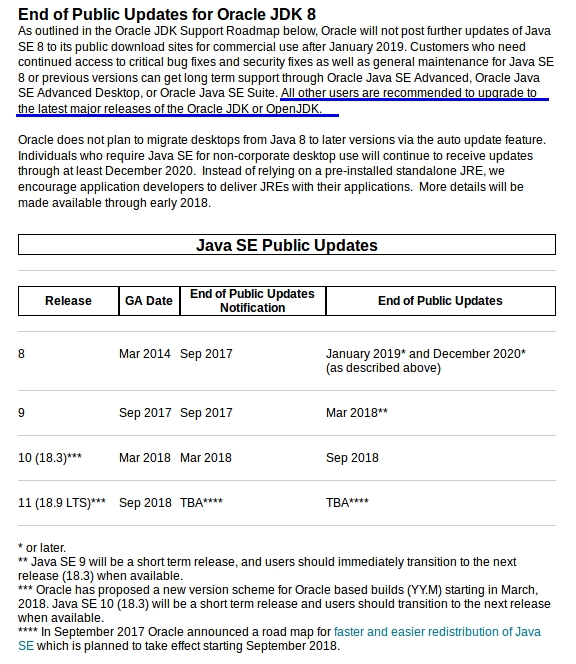 End of Public Updates for Oracle JDK 8
As outlined in the Oracle JDK Support Roadmap below, Oracle will not post further updates of Java
SE 8 to its public download sites for commercial use after January 2019. Customers who need
continued access to critical bug fixes and security fixes as well as general maintenance for Java SE
8 or previous versions can get long term support through Oracle Java SE Advanced, Oracle Java
SE Advanced Desktop, or Oracle Java SE Suite. All other users are recommended to upgrade to
the latest major releases of the Oracle JDK or OpenJDK.
Oracle does not plan to migrate desktops from Java 8 to later versions via the auto update feature.
Individuals who require Java SE for non-corporate desktop use will continue to receive updates
through at least December 2020. Instead of relying on a pre-installed standalone JRE, we
encourage application developers to deliver JREs with their applications. More details will be
made available through early 2018.
Java SE Public Updates
Release GA Date End of Public Updates Notification End of Public Updates
8 Mar 2014 Sep 2017 January 2019* and December 2020*
(as described above)
9 Sep 2017 Sep 2017 Mar 2018**
10 (18.3)*** Mar 2018 Mar 2018 Sep 2018
11 (18.9 LTS)*** Sep 2018 TBA**** TBA****
* or later.
** Java SE 9 will be a short term release, and users should immediately transition to the next
release (18.3) when available.
*** Oracle has proposed a new version scheme for Oracle based builds (YY.M) starting in March,
2018. Java SE 10 (18.3) will be a short term release and users should transition to the next release
when available.
**** In September 2017 Oracle announced a road map for faster and easier redistribution of Java
SE which is planned to take effect starting September 2018.